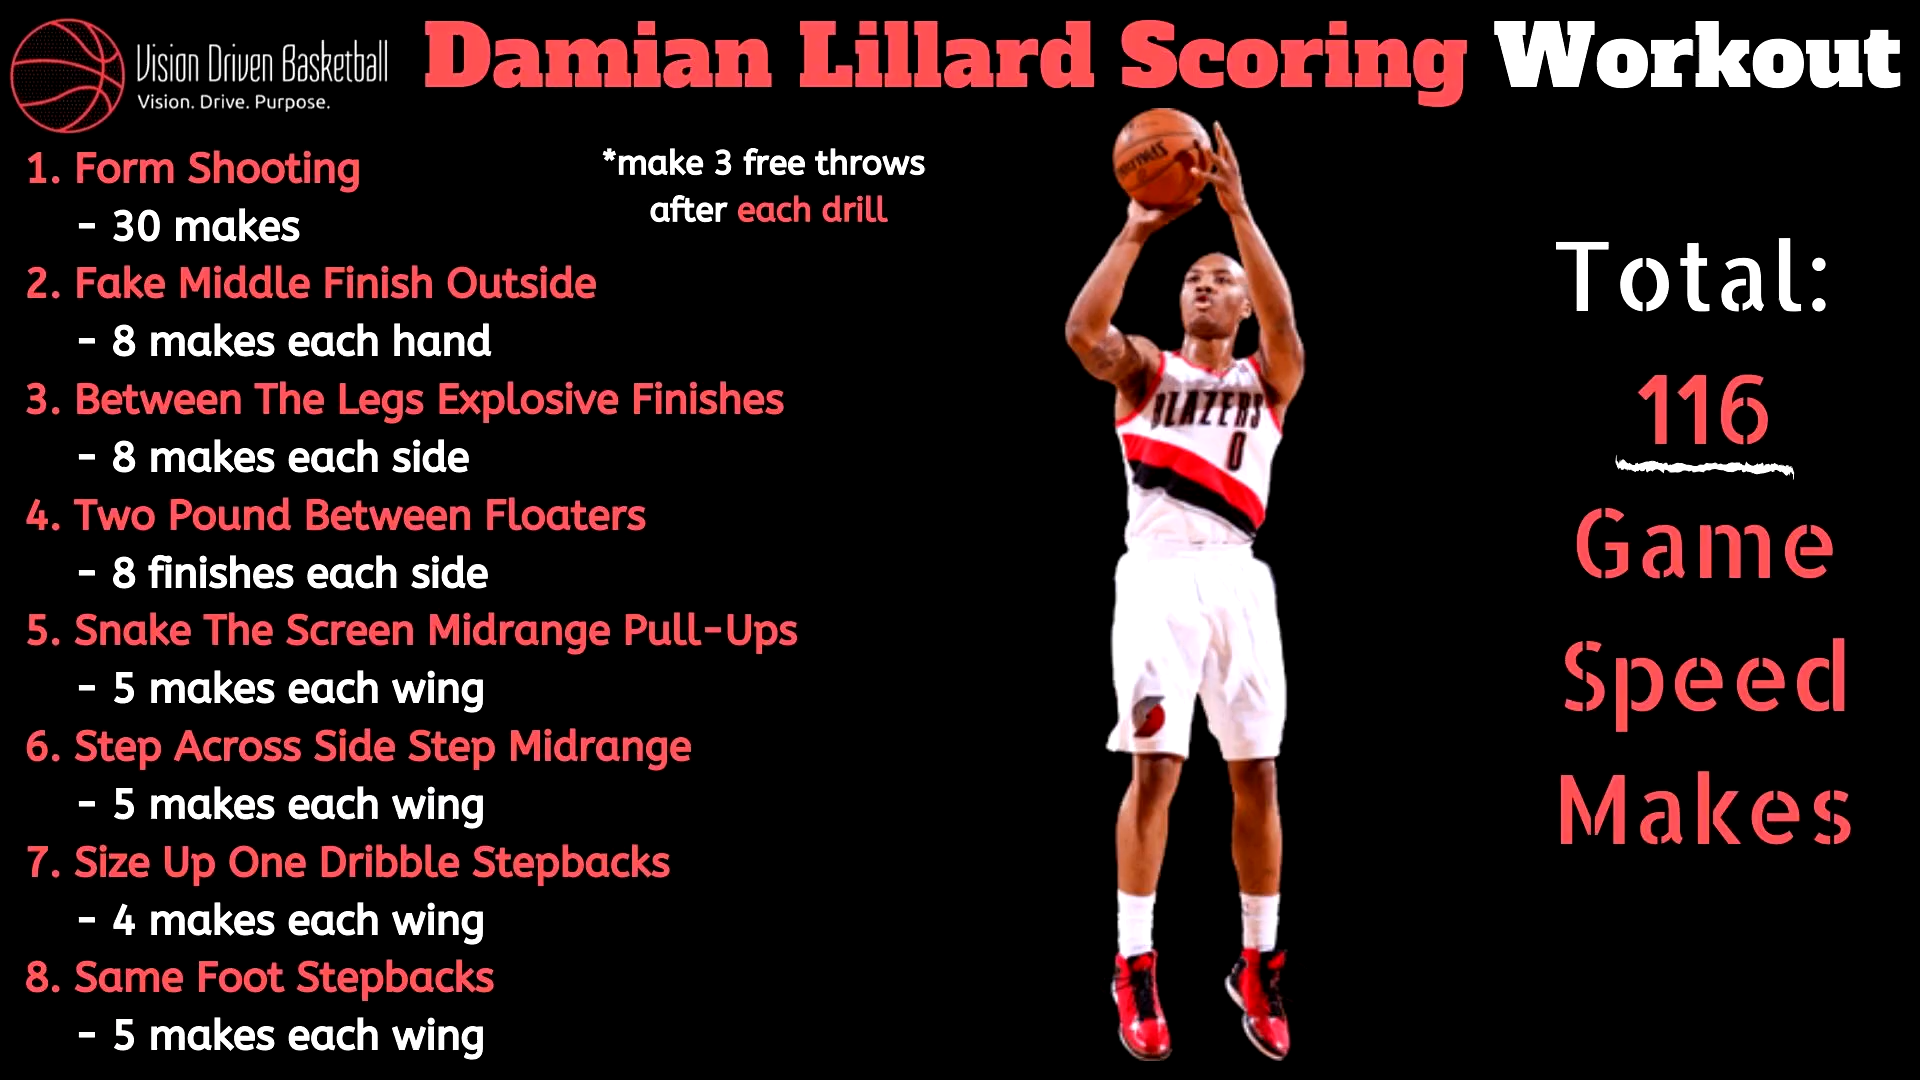 Vision Driven Basketball
Vision. Drive. Purpose.
Damian Lillard Scoring Workout
*make 3 free throws
after each drill
1. Form Shooting
- 30 makes
2. Fake Middle Finish Outside
- 8 makes each hand
3. Between The Legs Explosive Finishes
- 8 makes each side
4. Two Pound Between Floaters
- 8 finishes each side
5. Snake The Screen Midrange Pull-Ups
- 5 makes each wing
6. Step Across Side Step Midrange
- 5 makes each wing
7. Size Up One Dribble Stepbacks
- 4 makes each wing
8. Same Foot Stepbacks
- 5 makes each wing
BLAZERS
0
Total:
116
Game
Speed
Makes